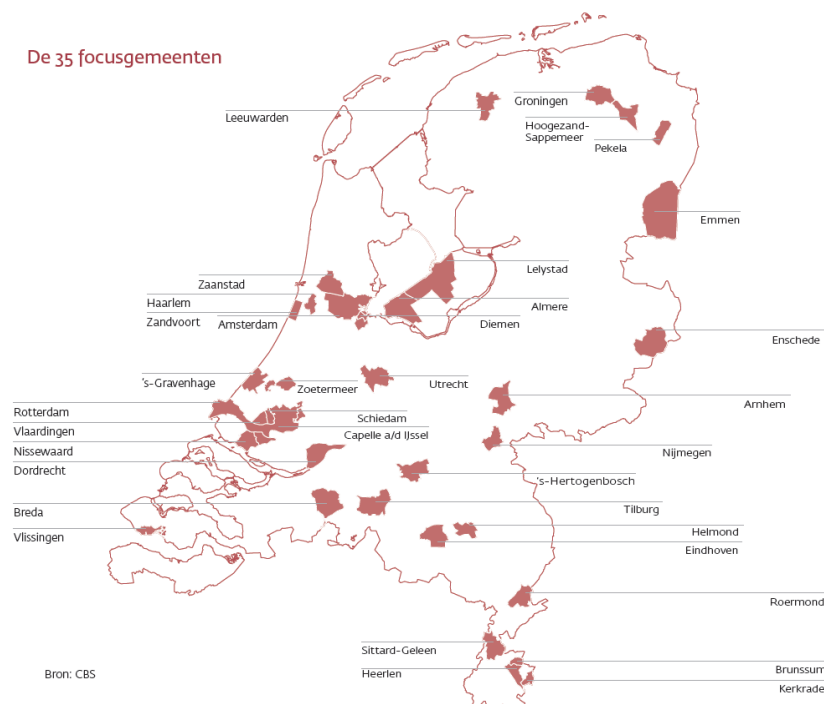 De 35 focusgemeenten
Leeuwarden
Groningen
Hoogezand-
Sappemeer
Pekela
Emmen
Lelystad
Zaanstad
Haarlem
Almere
Zandvoort
Amsterdam
Diemen
Enschede
's-Gravenhage
Zoetermeer
Utrecht
Arnhem
Rotterdam
Schiedam
Vlaardingen
Capelle a/d IJssel
Nissewaard
Nijmegen
Dordrecht
's-Hertogenbosch
Breda
Tilburg
Vlissingen
Helmond
Eindhoven
Roermond
Sittard-Geleen
Heerlen
Brunssum
Kerkrade
Bron: CBS